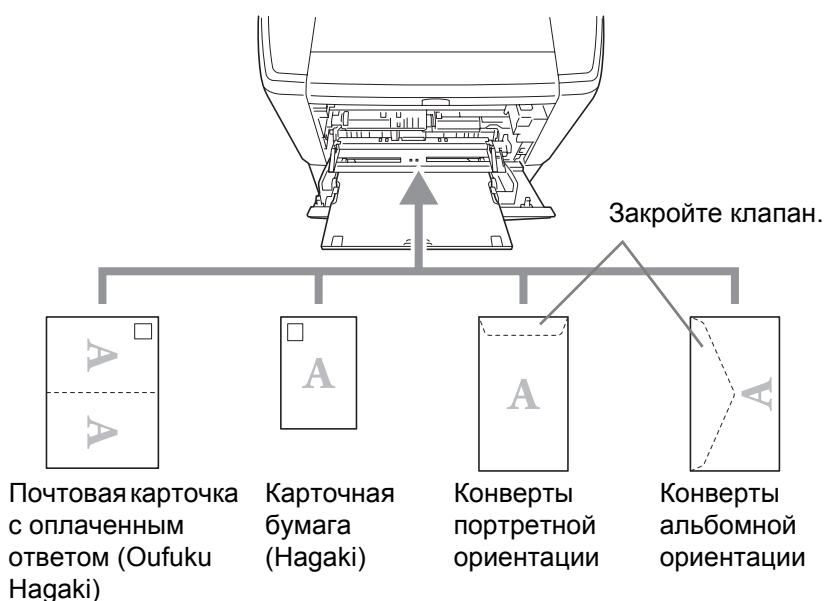 Закройте клапан.
A
A
A
A
A
Почтовая карточка
с оплаченным
ответом (Oufuku
Hagaki)
Карточная
бумага
(Hagaki)
Конверты
портретной
ориентации
Конверты
альбомной
ориентации